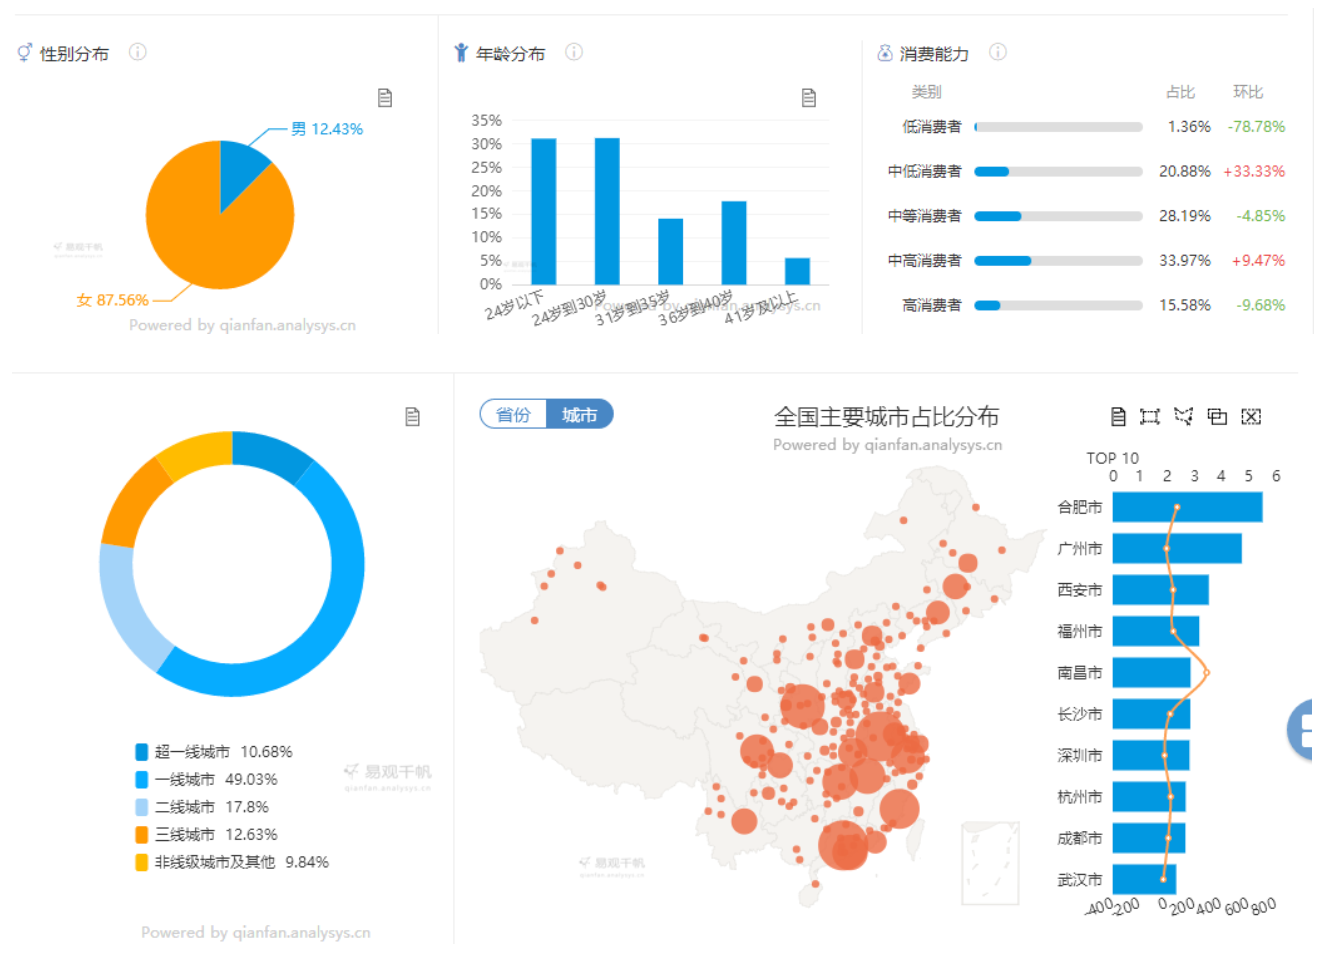 性别分布
男 12.43%
女 87.56%
易观千帆
qianfan.analysys.cn
Powered by qianfan.analysys.cn
年龄分布
35%
30%
25%
20%
15%
10%
5%
0%
24岁以下
24岁到30岁
31岁到35岁
36岁到40岁
41岁及以上
易观千帆
Powered by qianfan.analysys.cn
消费能力
类别 占比 环比
低消费者 1.36% -78.78%
中低消费者 20.88% +33.33%
中等消费者 28.19% -4.85%
中高消费者 33.97% +9.47%
高消费者 15.58% -9.68%
超一线城市 10.68%
一线城市 49.03%
二线城市 17.8%
三线城市 12.63%
非线级城市及其他 9.84%
易观千帆
qianfan.analysys.cn
Powered by qianfan.analysys.cn
省份 城市
全国主要城市占比分布
Powered by qianfan.analysys.cn
易观千帆
qianfan.analysys.cn
TOP 10
0 1 2 3 4 5 6
合肥市
广州市
西安市
福州市
南昌市
长沙市
深圳市
杭州市
成都市
武汉市
-400 -200 0 200 400 600 800